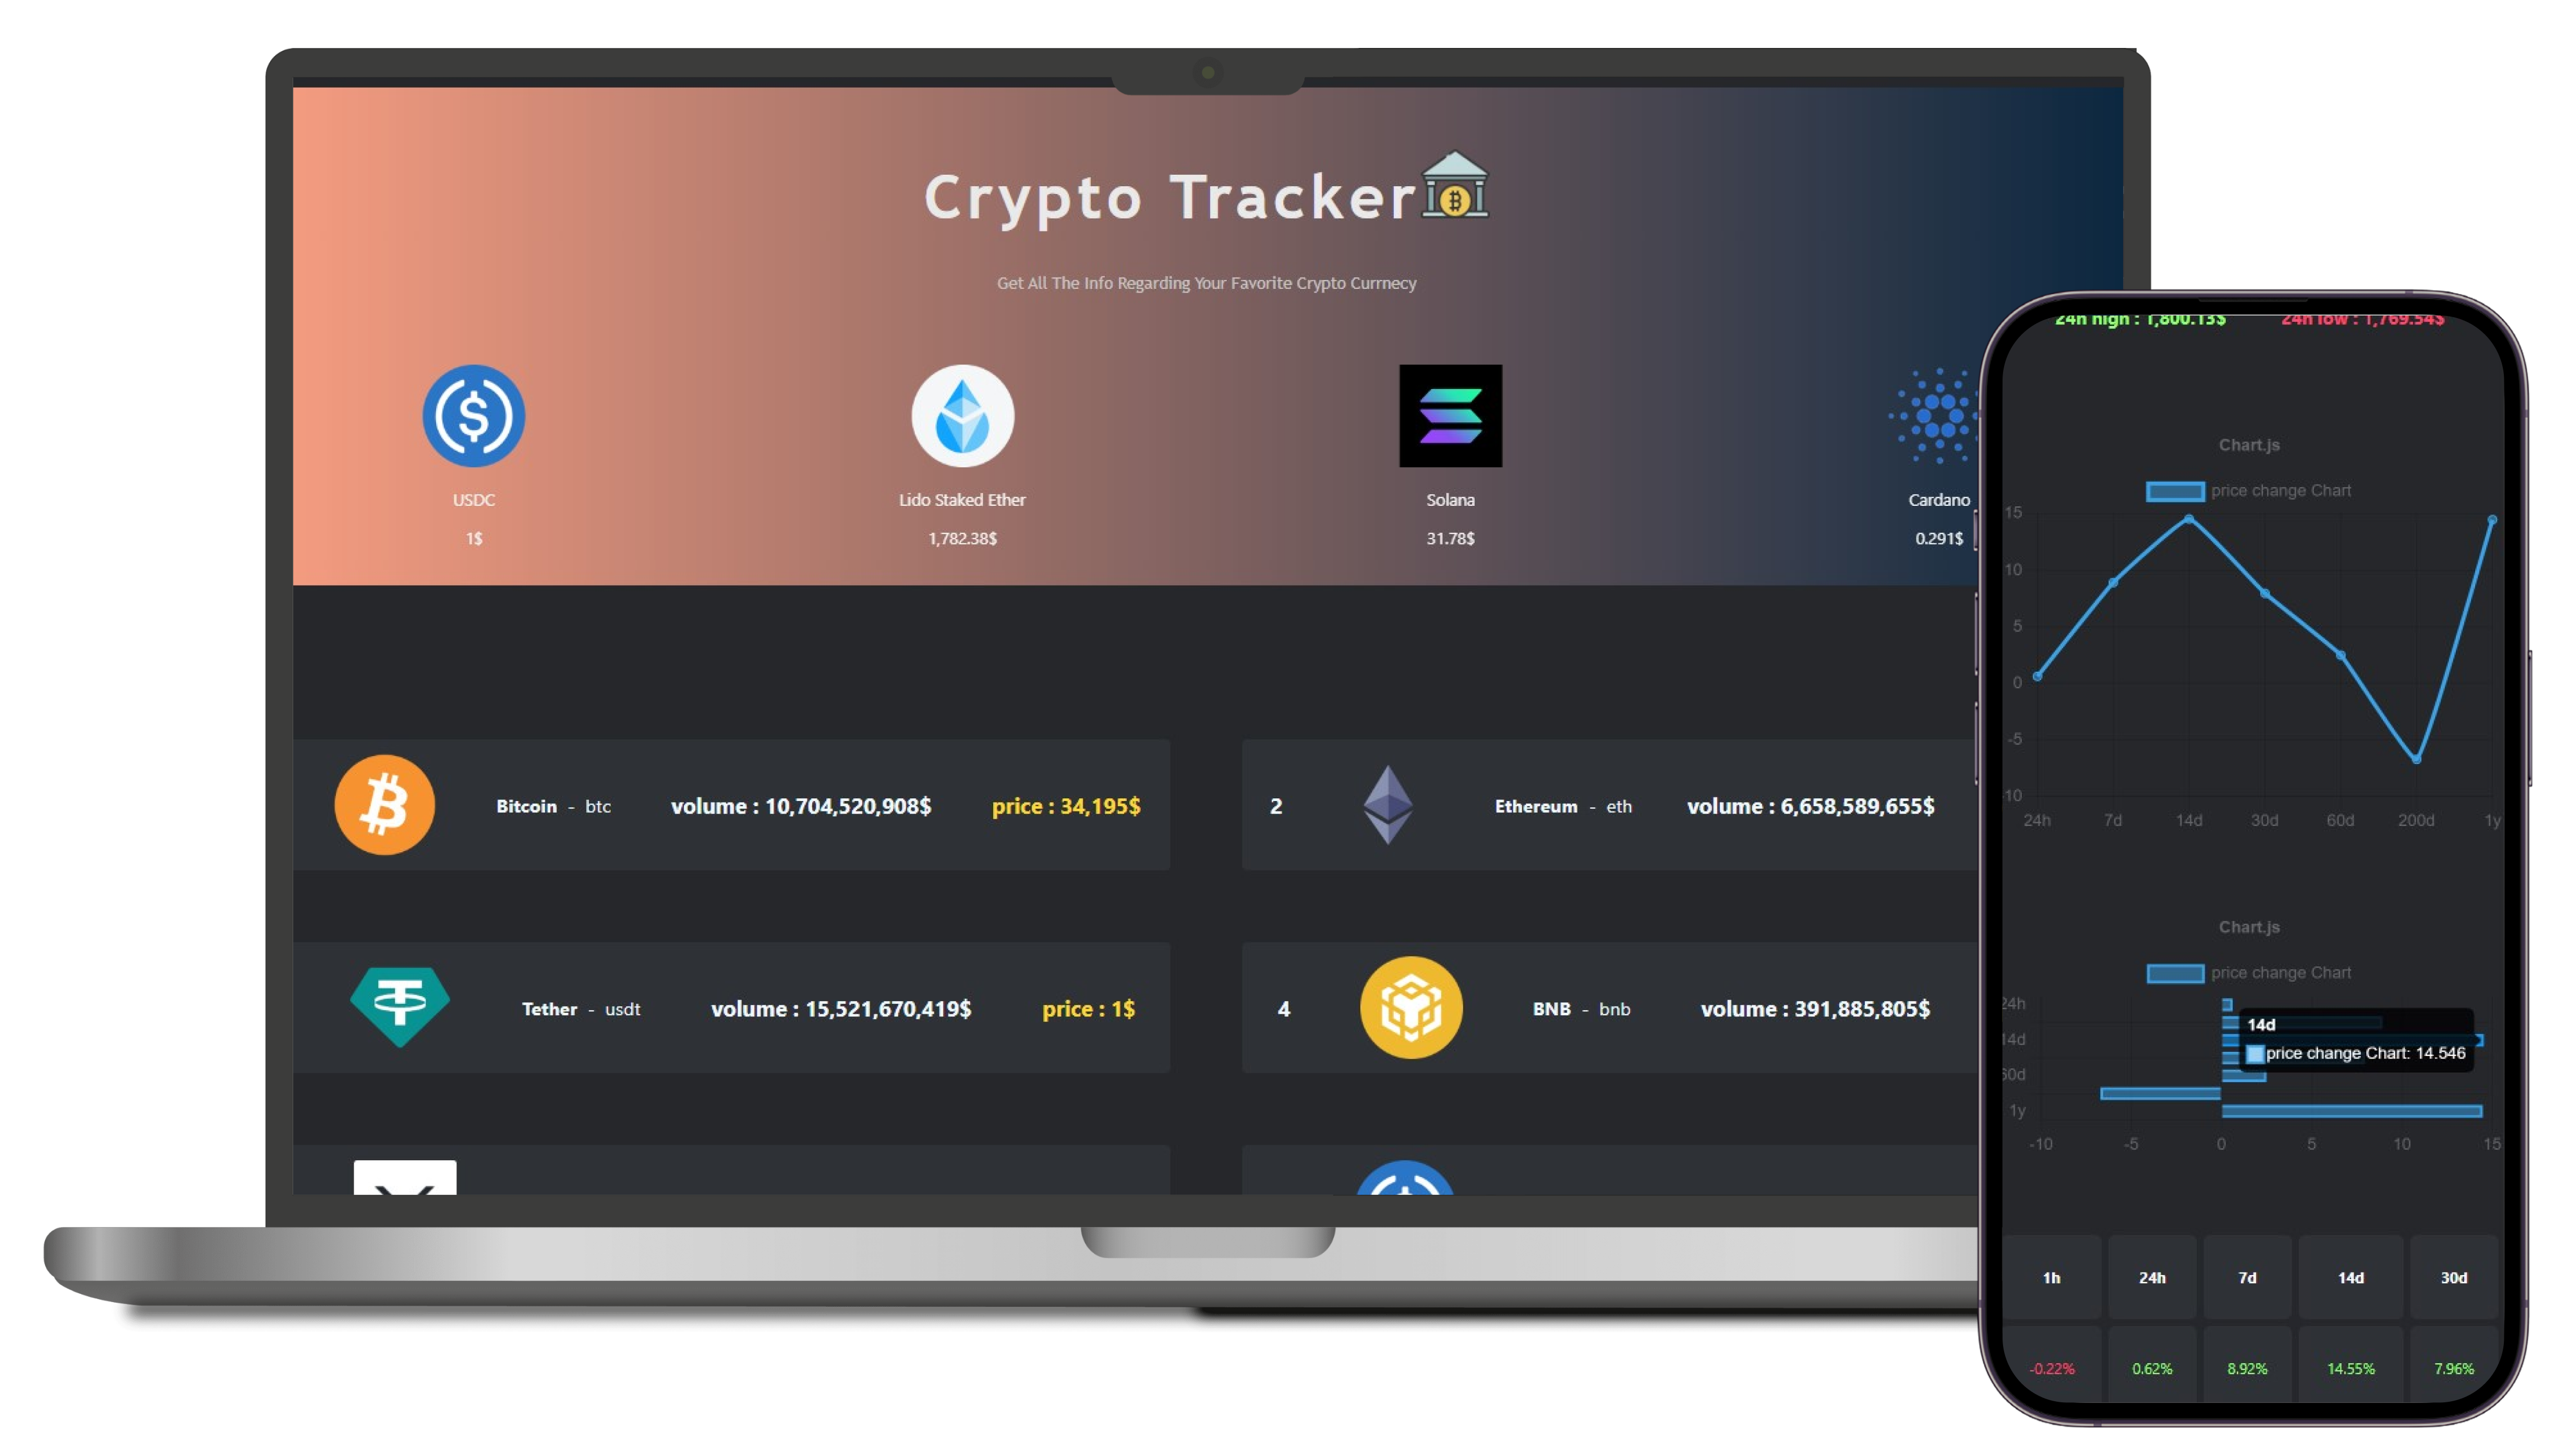 Crypto Tracker
Get All The Info Regarding Your Favorite Crypto Currnecy
USDC
1$
Lido Staked Ether
1,782.38$
Solana
31.78$
Cardano
0.291$
Bitcoin - btc volume : 10,704,520,908$ price : 34,195$
2 Ethereum - eth volume : 6,658,589,655$
Tether - usdt volume : 15,521,670,419$ price : 1$
4 BNB - bnb volume : 391,885,805$
24h high : 1,800.13$ 24h low : 1,769.54$
Chart.js
price change Chart
15
10
5
0
-5
-10
24h 7d 14d 30d 60d 200d 1y
Chart.js
price change Chart
24h
14d
60d
1y
14d
price change Chart: 14.546
-10 -5 0 5 10 15
1h 24h 7d 14d 30d
-0.22% 0.62% 8.92% 14.55% 7.96%